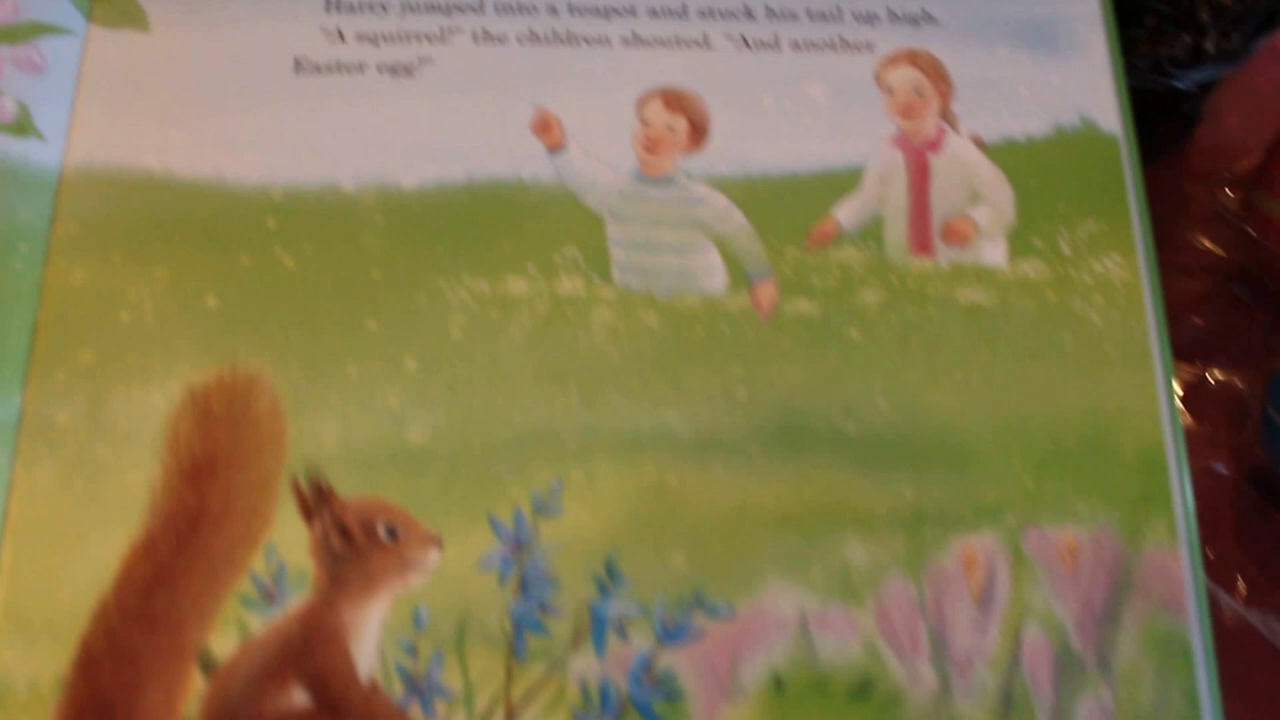 Harry jumped into a teapot and stuck his tail up high.
"A squirrel!" the children shouted. "And another
Easter egg!"